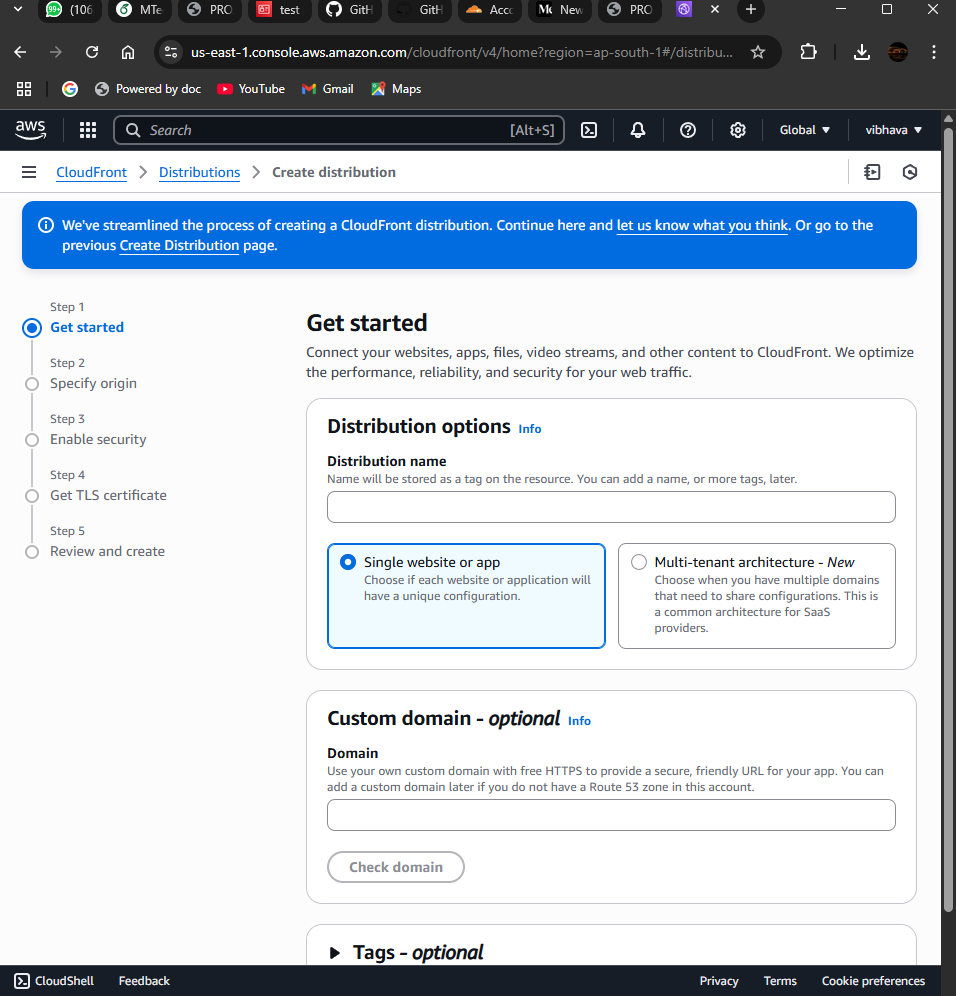 (106
MTe
PRO
test
GitH
GitH
Acco
New
PRO
us-east-1.console.aws.amazon.com/cloudfront/v4/home?region=ap-south-1#/distribu...
Powered by doc
YouTube
Gmail
Maps
aws
Search
[Alt+S]
Global
vibhava
CloudFront
Distributions
Create distribution
We've streamlined the process of creating a CloudFront distribution. Continue here and let us know what you think. Or go to the
previous Create Distribution page.
Step 1
Get started
Step 2
Specify origin
Step 3
Enable security
Step 4
Get TLS certificate
Step 5
Review and create
Get started
Connect your websites, apps, files, video streams, and other content to CloudFront. We optimize
the performance, reliability, and security for your web traffic.
Distribution options Info
Distribution name
Name will be stored as a tag on the resource. You can add a name, or more tags, later.
Single website or app
Choose if each website or application will
have a unique configuration.
Multi-tenant architecture - New
Choose when you have multiple domains
that need to share configurations. This is
a common architecture for SaaS
providers.
Custom domain - optional Info
Domain
Use your own custom domain with free HTTPS to provide a secure, friendly URL for your app. You can
add a custom domain later if you do not have a Route 53 zone in this account.
Check domain
Tags - optional
CloudShell
Feedback
Privacy
Terms
Cookie preferences